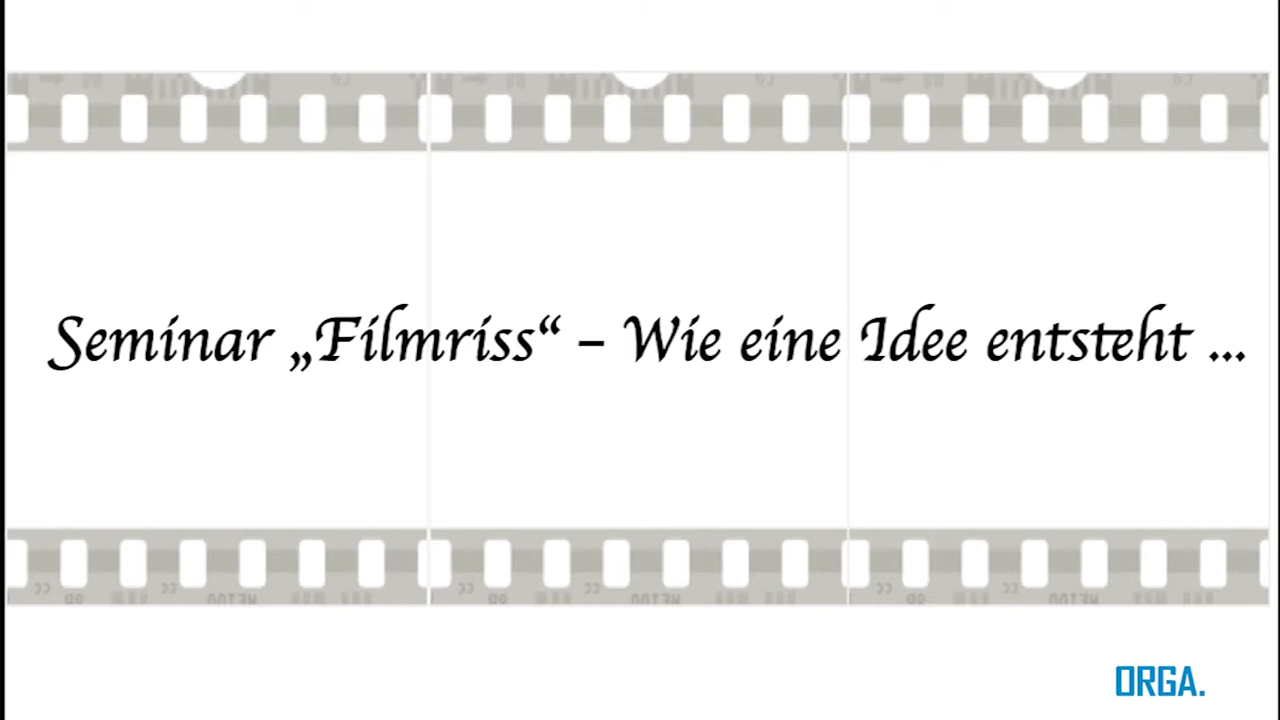 Seminar „Filmriss“ – Wie eine Idee entsteht ...
ORGA.